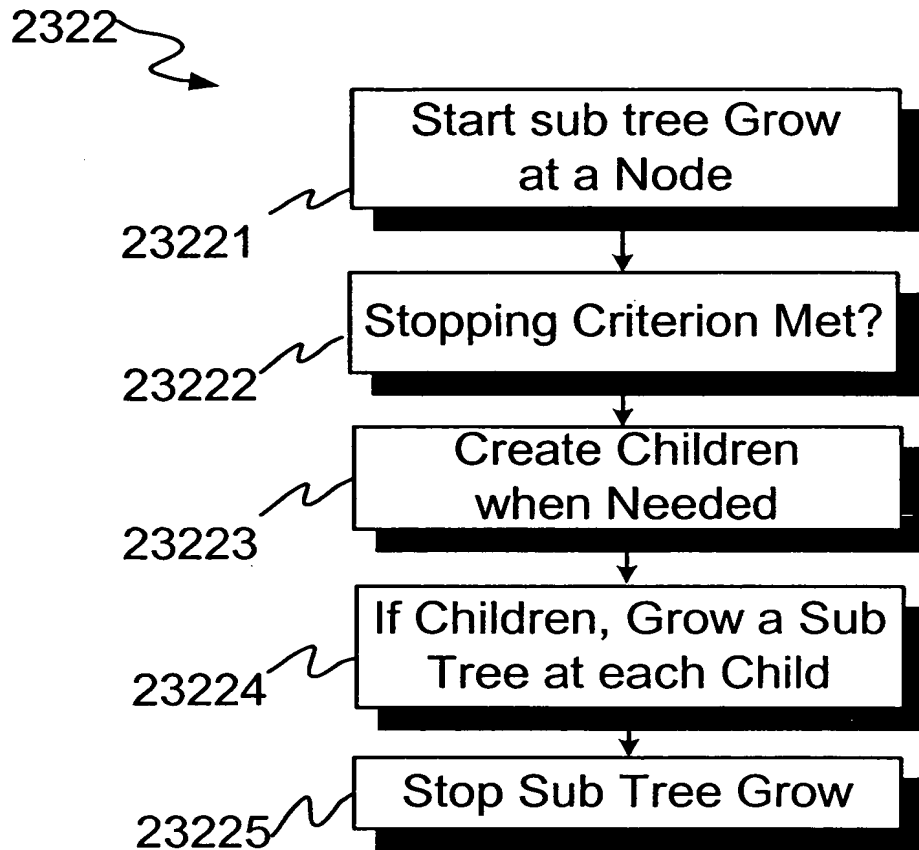 2322
Start sub tree Grow
at a Node
23221
Stopping Criterion Met?
23222
Create Children
when Needed
23223
If Children, Grow a Sub
Tree at each Child
23224
Stop Sub Tree Grow
23225